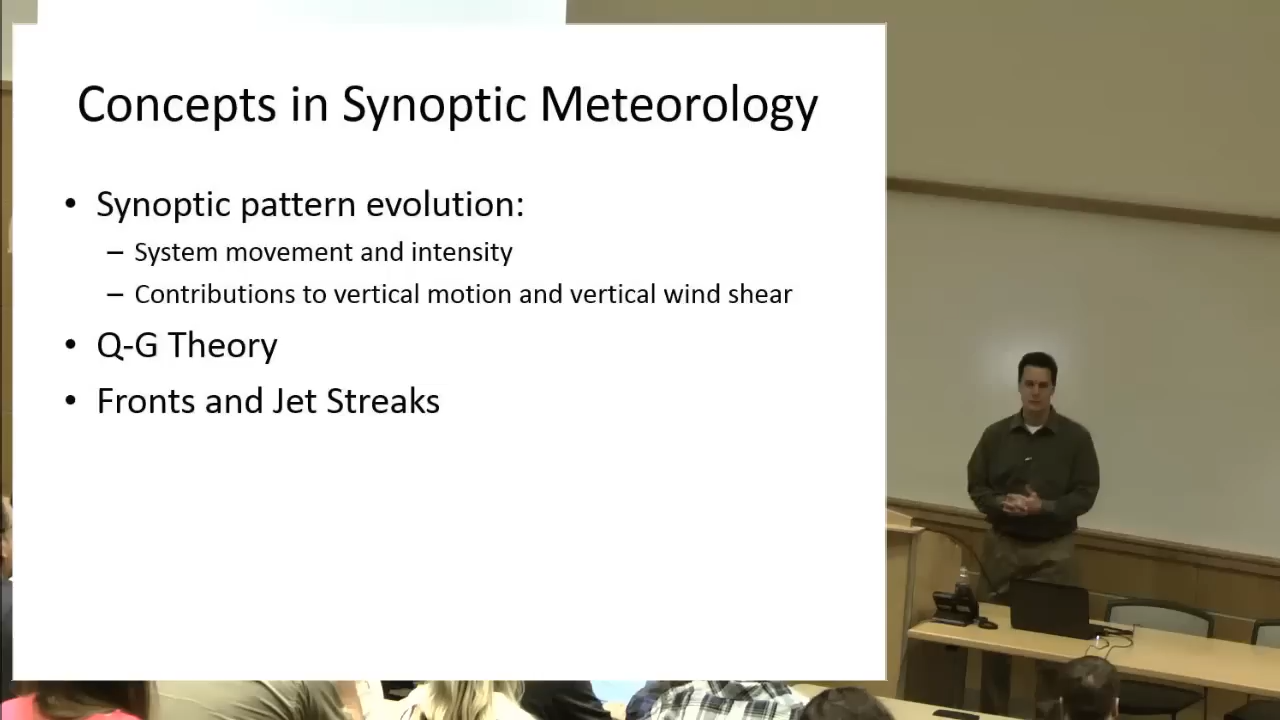 Concepts in Synoptic Meteorology
• Synoptic pattern evolution:
– System movement and intensity
– Contributions to vertical motion and vertical wind shear
• Q-G Theory
• Fronts and Jet Streaks